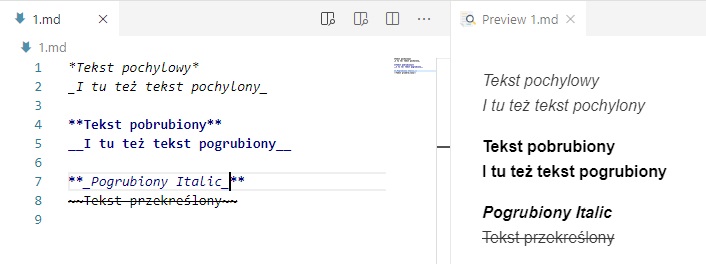 1.md
Preview 1.md
1.md
1 *Tekst pochylowy*
2 _I tu też tekst pochylony_
3
4 **Tekst pobrubiony**
5 __I tu też tekst pogrubiony__
6
7 **_Pogrubiony Italic_**
8 ~~Tekst przekreślony~~
9
Tekst pochylowy
I tu też tekst pochylony
Tekst pobrubiony
I tu też tekst pogrubiony
Pogrubiony Italic
Tekst przekreślony